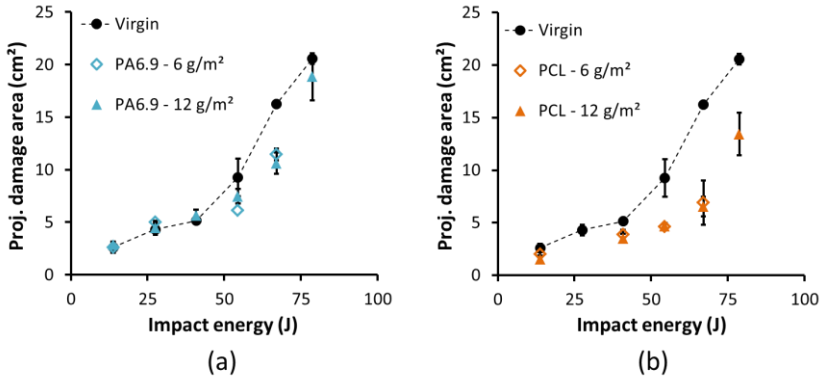 Virgin
PA6.9 - 6 g/m²
PA6.9 - 12 g/m²
Proj. damage area (cm²)
25
20
15
10
5
0
0 25 50 75 100
Impact energy (J)
(a)
Virgin
PCL - 6 g/m²
PCL - 12 g/m²
Proj. damage area (cm²)
25
20
15
10
5
0
0 25 50 75 100
Impact energy (J)
(b)